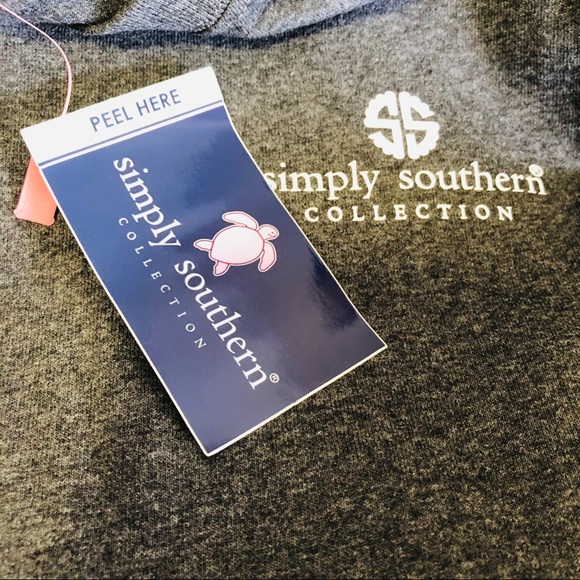 PEEL HERE
simply southern®
COLLECTION
SS
simply southern®
COLLECTION